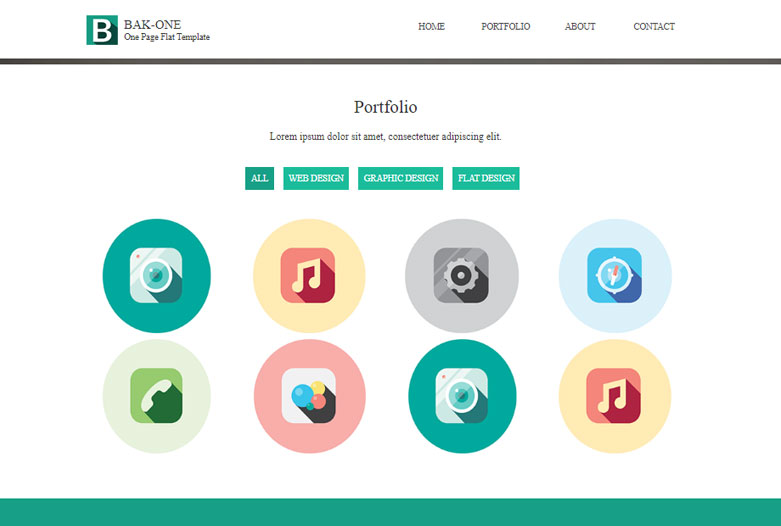 B
BAK-ONE
One Page Flat Template
HOME PORTFOLIO ABOUT CONTACT
Portfolio
Lorem ipsum dolor sit amet, consectetuer adipiscing elit.
ALL WEB DESIGN GRAPHIC DESIGN FLAT DESIGN